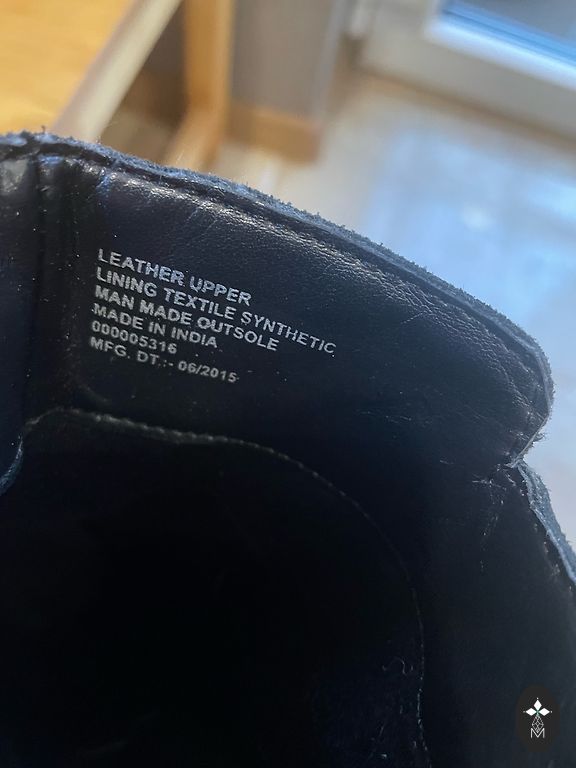 LEATHER UPPER
LINING TEXTILE SYNTHETIC
MAN MADE OUTSOLE
MADE IN INDIA
000005316
MFG. DT.:- 06/2015
M